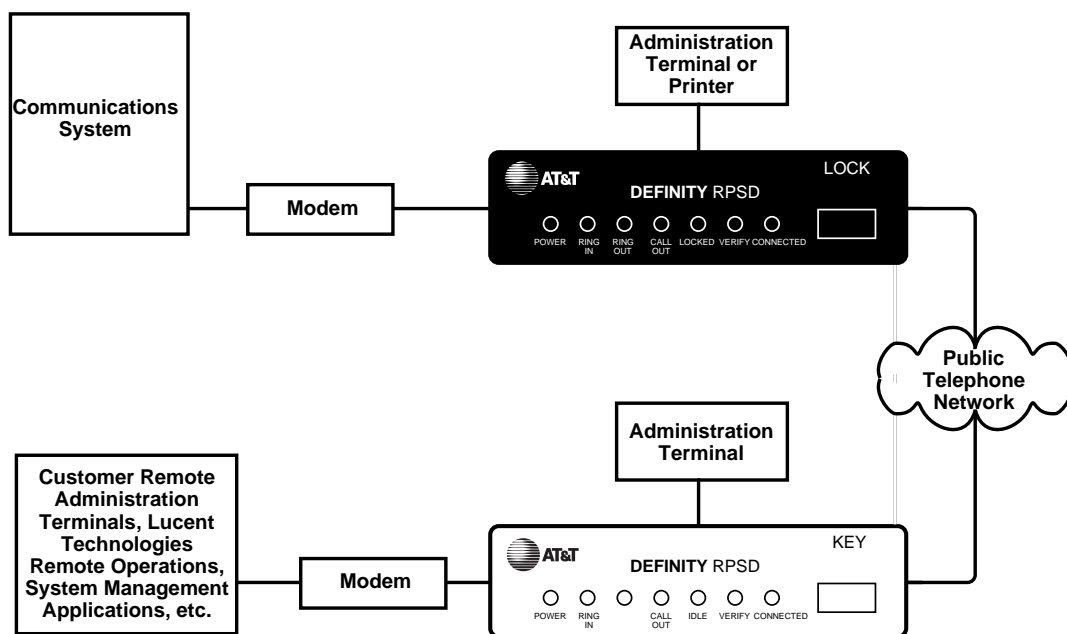 Administration
Terminal or
Printer
Communications
System
Modem
AT&T
LOCK
DEFINITY RPSD
POWER
RING
IN
RING
OUT
CALL
OUT
LOCKED
VERIFY
CONNECTED
Public
Telephone
Network
Administration
Terminal
Customer Remote
Administration
Terminals, Lucent
Technologies
Remote Operations,
System Management
Applications, etc.
Modem
AT&T
KEY
DEFINITY RPSD
POWER
RING
IN
CALL
OUT
IDLE
VERIFY
CONNECTED